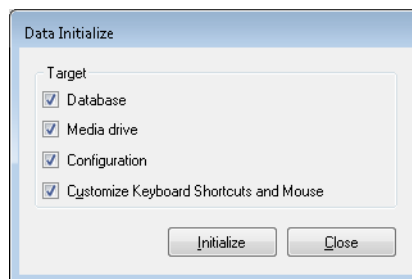 Data Initialize
Target
Database
Media drive
Configuration
Customize Keyboard Shortcuts and Mouse
Initialize Close